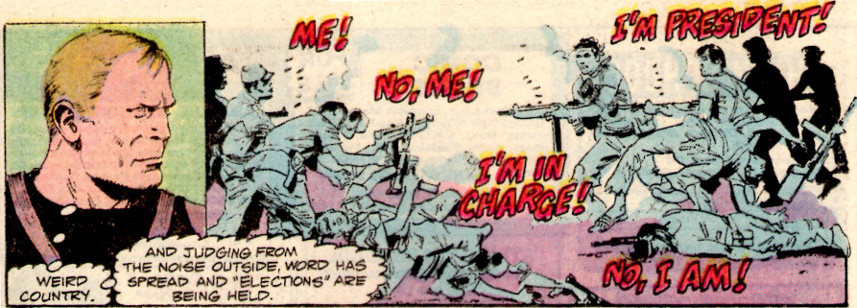 WEIRD
COUNTRY.
AND JUDGING FROM
THE NOISE OUTSIDE, WORD HAS
SPREAD AND "ELECTIONS" ARE
BEING HELD.
ME!
NO, ME!
I'M IN
CHARGE!
I'M PRESIDENT!
NO, I AM!